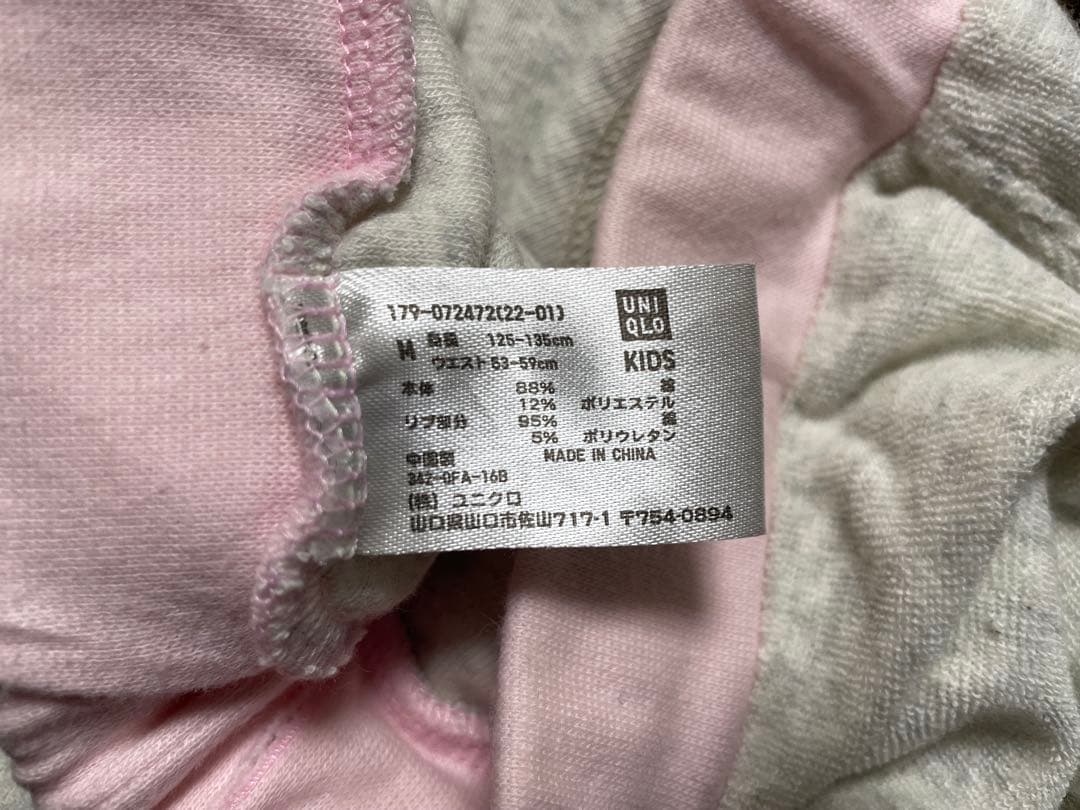 179-072472(22-01)
UNI
QLO
KIDS
M 身長 125-135cm
ウエスト 53-59cm
本体 88% 綿
12% ポリエステル
リブ部分 95% 綿
5% ポリウレタン
中国製 MADE IN CHINA
342-0FA-16B
(株) ユニクロ
山口県山口市佐山717-1 〒754-0894